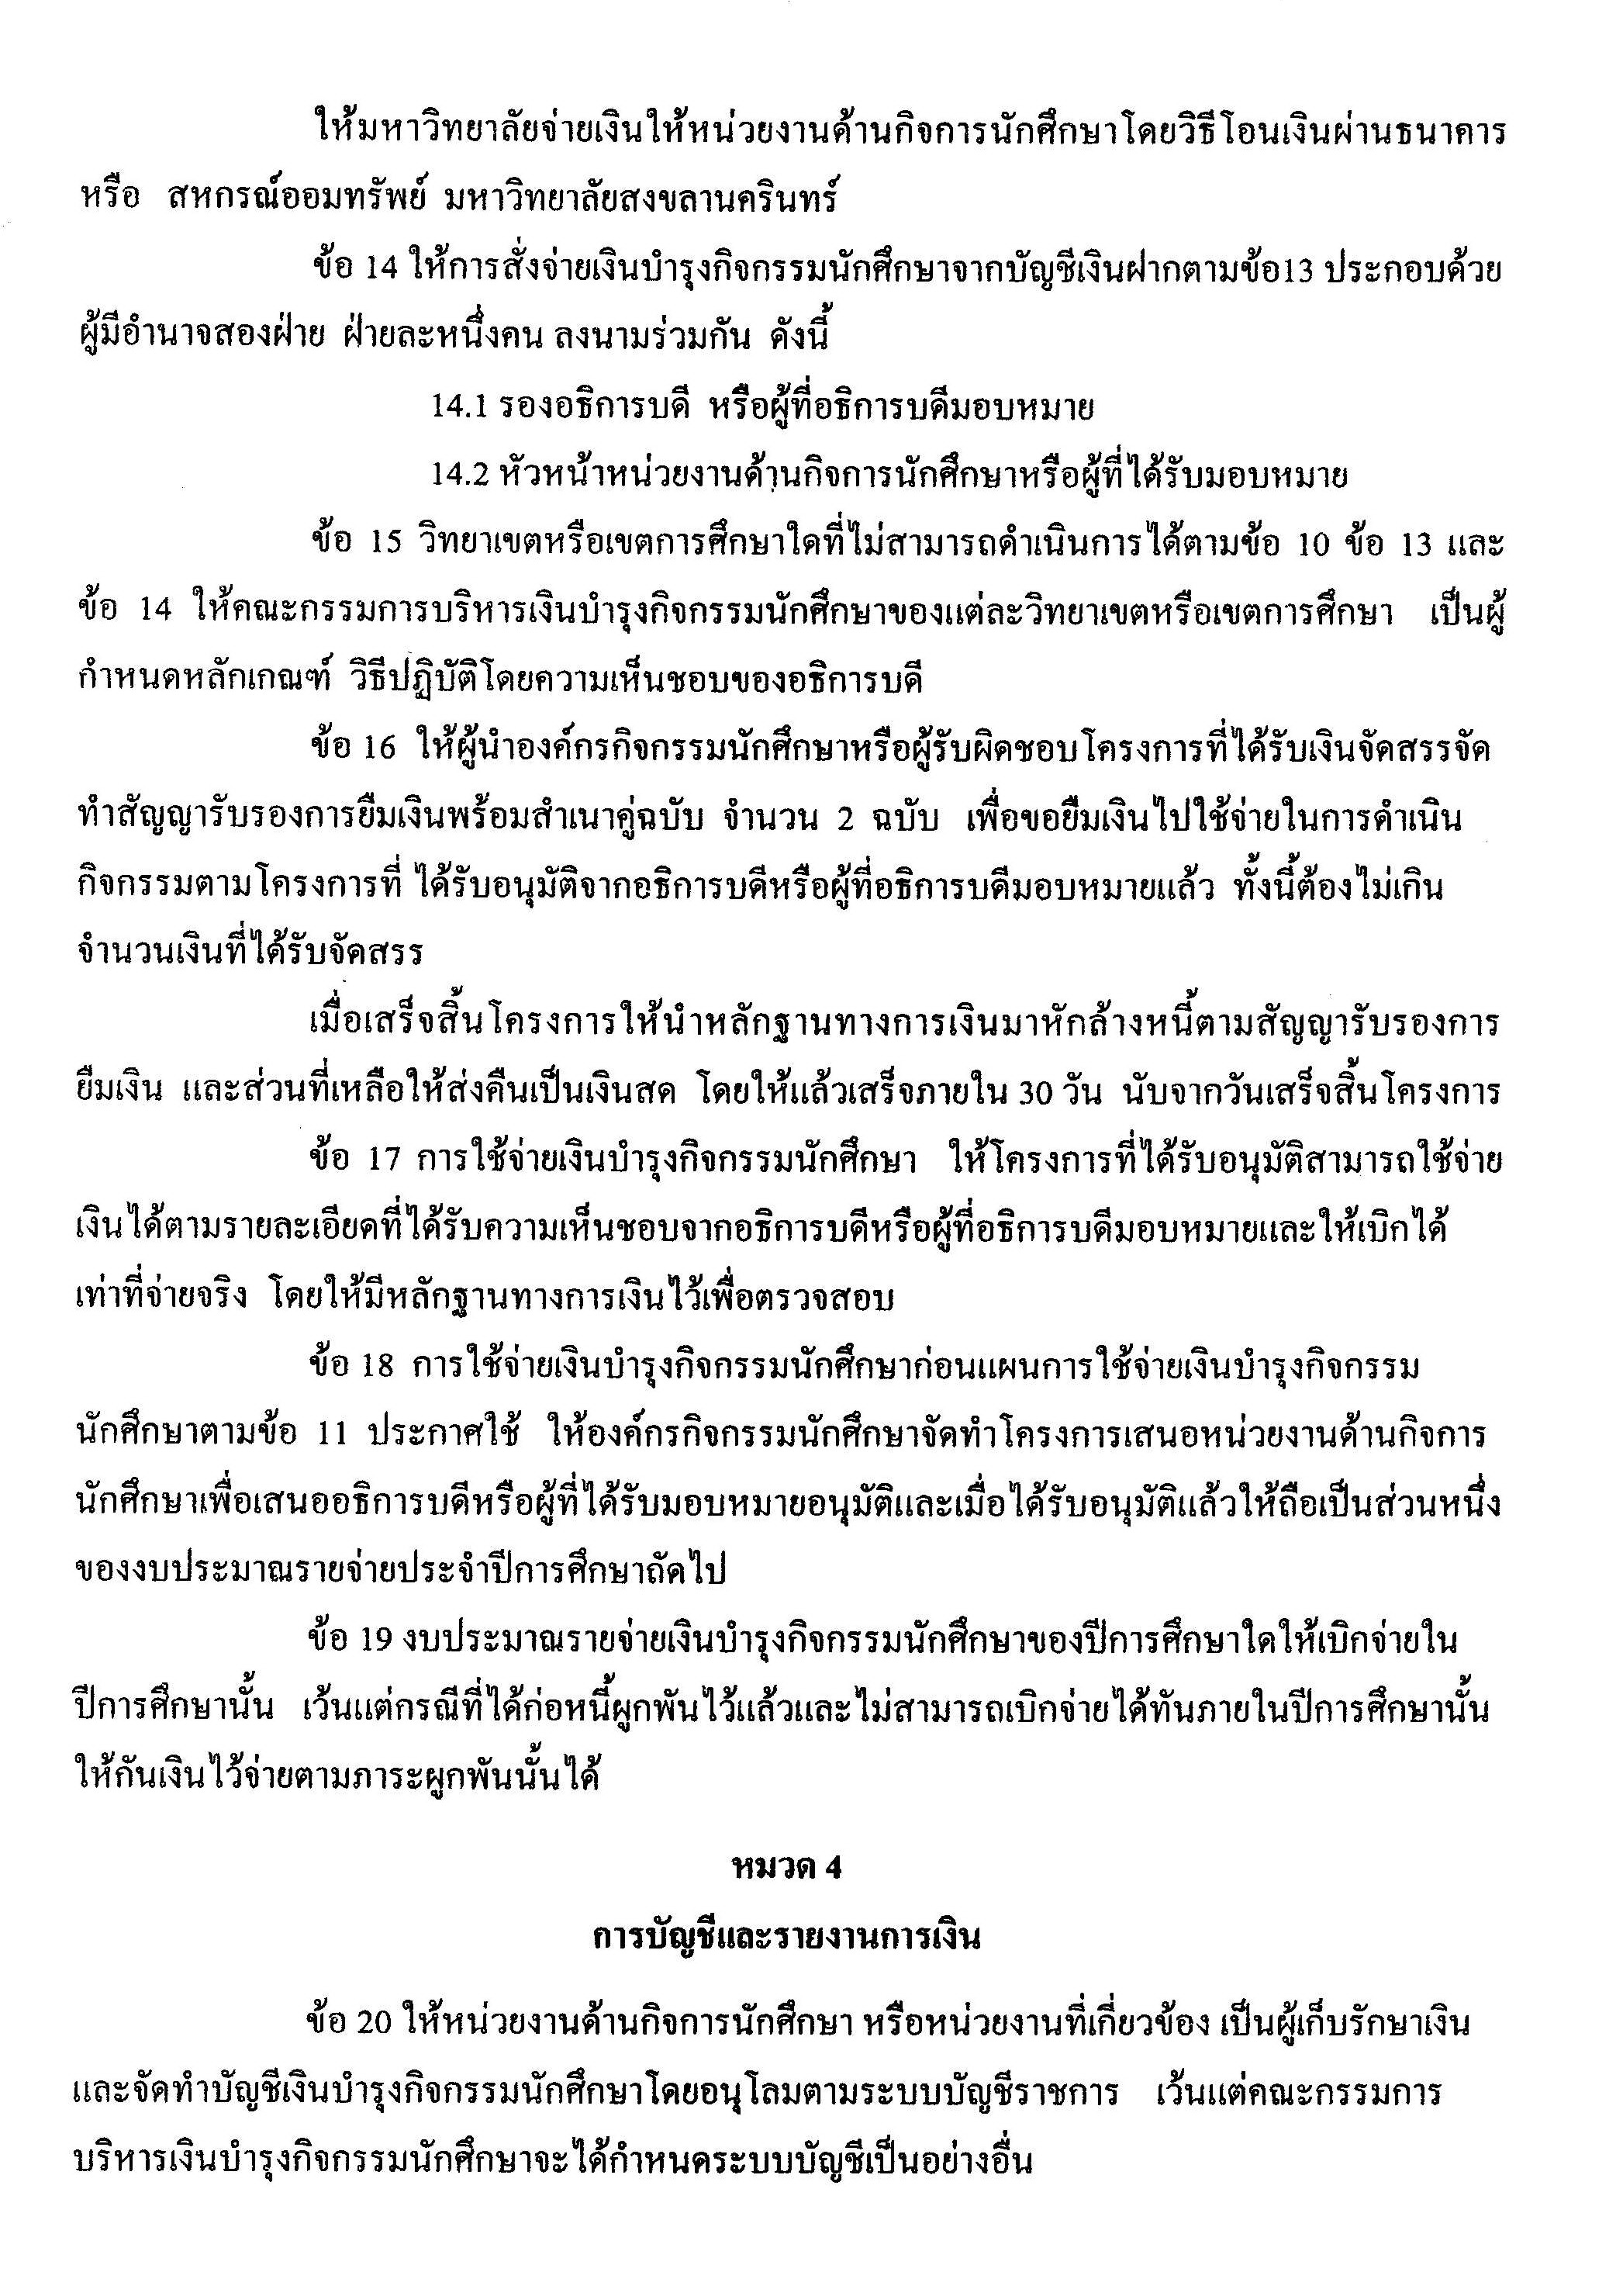 ให้มหาวิทยาลัยจ่ายเงินให้หน่วยงานด้านกิจการนักศึกษาโดยวิธีโอนเงินผ่านธนาคาร
หรือ สหกรณ์ออมทรัพย์ มหาวิทยาลัยสงขลานครินทร์
ข้อ 14 ให้การสั่งจ่ายเงินบำรุงกิจกรรมนักศึกษาจากบัญชีเงินฝากตามข้อ13 ประกอบด้วย
ผู้มีอำนาจสองฝ่าย ฝ่ายละหนึ่งคน ลงนามร่วมกัน ดังนี้
14.1 รองอธิการบดี หรือผู้ที่อธิการบดีมอบหมาย
14.2 หัวหน้าหน่วยงานด้านกิจการนักศึกษาหรือผู้ที่ได้รับมอบหมาย
ข้อ 15 วิทยาเขตหรือเขตการศึกษาใดที่ไม่สามารถดำเนินการได้ตามข้อ 10 ข้อ 13 และ
ข้อ 14 ให้คณะกรรมการบริหารเงินบำรุงกิจกรรมนักศึกษาของแต่ละวิทยาเขตหรือเขตการศึกษา เป็นผู้
กำหนดหลักเกณฑ์ วิธีปฏิบัติโดยความเห็นชอบของอธิการบดี
ข้อ 16 ให้ผู้นำองค์กรกิจกรรมนักศึกษาหรือผู้รับผิดชอบโครงการที่ได้รับเงินจัดสรรจัด
ทำสัญญารับรองการยืมเงินพร้อมสำเนาคู่ฉบับ จำนวน 2 ฉบับ เพื่อขอยืมเงินไปใช้จ่ายในการดำเนิน
กิจกรรมตามโครงการที่ ได้รับอนุมัติจากอธิการบดีหรือผู้ที่อธิการบดีมอบหมายแล้ว ทั้งนี้ต้องไม่เกิน
จำนวนเงินที่ได้รับจัดสรร
เมื่อเสร็จสิ้นโครงการให้นำหลักฐานทางการเงินมาหักล้างหนี้ตามสัญญารับรองการ
ยืมเงิน และส่วนที่เหลือให้ส่งคืนเป็นเงินสด โดยให้แล้วเสร็จภายใน 30 วัน นับจากวันเสร็จสิ้นโครงการ
ข้อ 17 การใช้จ่ายเงินบำรุงกิจกรรมนักศึกษา ให้โครงการที่ได้รับอนุมัติสามารถใช้จ่าย
เงินได้ตามรายละเอียดที่ได้รับความเห็นชอบจากอธิการบดีหรือผู้ที่อธิการบดีมอบหมายและให้เบิกได้
เท่าที่จ่ายจริง โดยให้มีหลักฐานทางการเงินไว้เพื่อตรวจสอบ
ข้อ 18 การใช้จ่ายเงินบำรุงกิจกรรมนักศึกษาก่อนแผนการใช้จ่ายเงินบำรุงกิจกรรม
นักศึกษาตามข้อ 11 ประกาศใช้ ให้องค์กรกิจกรรมนักศึกษาจัดทำโครงการเสนอหน่วยงานด้านกิจการ
นักศึกษาเพื่อเสนออธิการบดีหรือผู้ที่ได้รับมอบหมายอนุมัติและเมื่อได้รับอนุมัติแล้วให้ถือเป็นส่วนหนึ่ง
ของงบประมาณรายจ่ายประจำปีการศึกษาถัดไป
ข้อ 19 งบประมาณรายจ่ายเงินบำรุงกิจกรรมนักศึกษาของปีการศึกษาใดให้เบิกจ่ายใน
ปีการศึกษานั้น เว้นแต่กรณีที่ได้ก่อหนี้ผูกพันไว้แล้วและไม่สามารถเบิกจ่ายได้ทันภายในปีการศึกษานั้น
ให้กันเงินไว้จ่ายตามภาระผูกพันนั้นได้
หมวด 4
การบัญชีและรายงานการเงิน
ข้อ 20 ให้หน่วยงานด้านกิจการนักศึกษา หรือหน่วยงานที่เกี่ยวข้อง เป็นผู้เก็บรักษาเงิน
และจัดทำบัญชีเงินบำรุงกิจกรรมนักศึกษาโดยอนุโลมตามระบบบัญชีราชการ เว้นแต่คณะกรรมการ
บริหารเงินบำรุงกิจกรรมนักศึกษาจะได้กำหนดระบบบัญชีเป็นอย่างอื่น